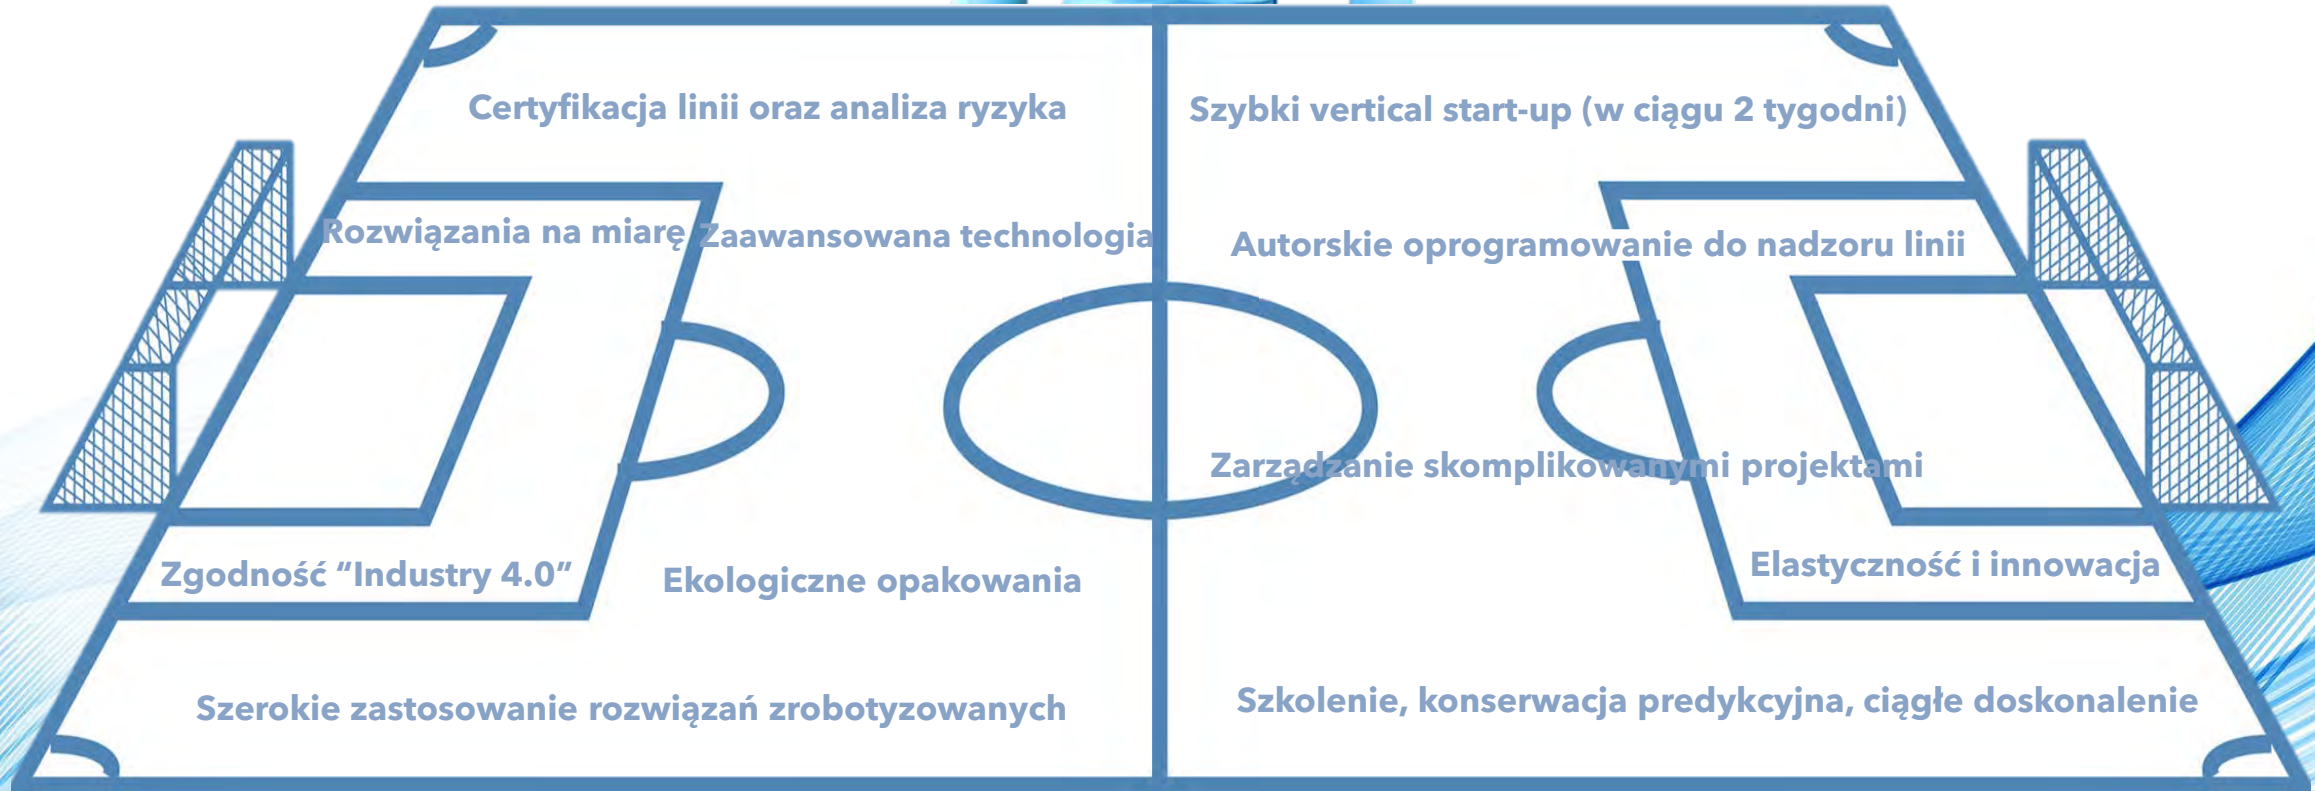 Certyfikacja linii oraz analiza ryzyka
Szybki vertical start-up (w ciągu 2 tygodni)
Rozwiązania na miarę
Zaawansowana technologia
Autorskie oprogramowanie do nadzoru linii
Zarządzanie skomplikowanymi projektami
Zgodność "Industry 4.0"
Ekologiczne opakowania
Elastyczność i innowacja
Szerokie zastosowanie rozwiązań zrobotyzowanych
Szkolenie, konserwacja predykcyjna, ciągłe doskonalenie